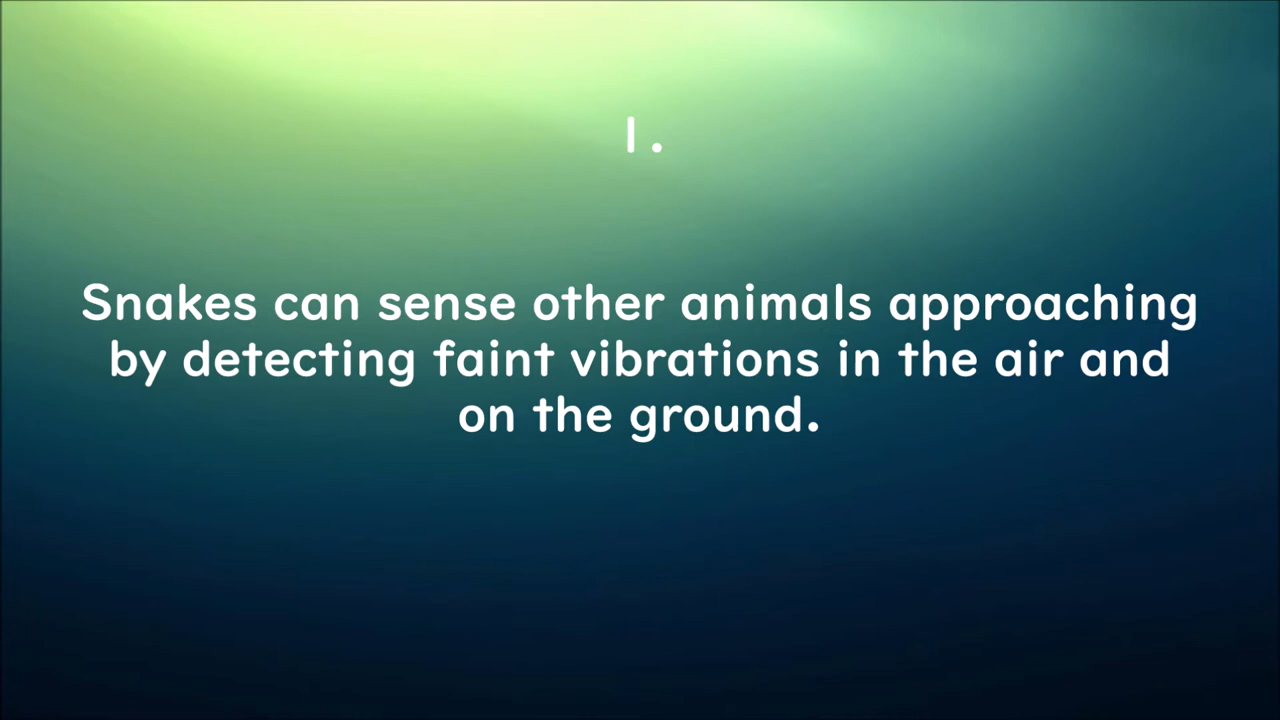 1.
Snakes can sense other animals approaching
by detecting faint vibrations in the air and
on the ground.